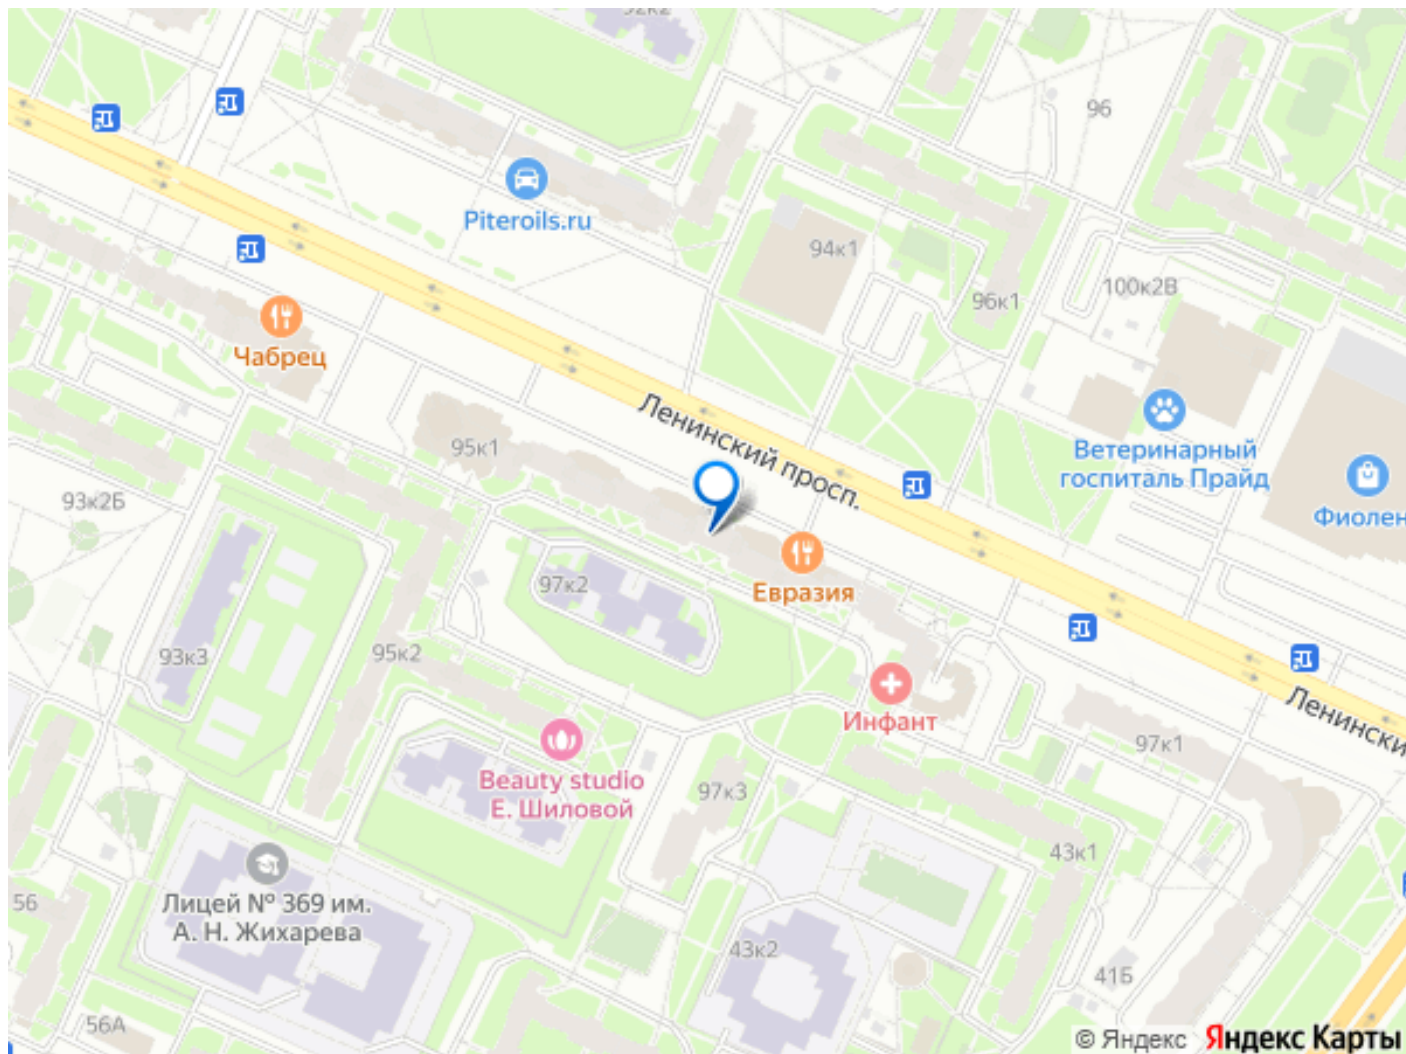 92к2
96
Piteroils.ru
94к1
100к2В
96к1
Чабрец
Ленинский просп.
95к1
Ветеринарный
госпиталь Прайд
93к2Б
Фиолен
97к2
Евразия
93к3
95к2
Инфант
Ленински
97к1
Beauty studio
Е. Шиловой
97к3
43к1
Лицей № 369 им.
А. Н. Жихарева
56
43к2
41Б
56А
© Яндекс Яндекс Карты